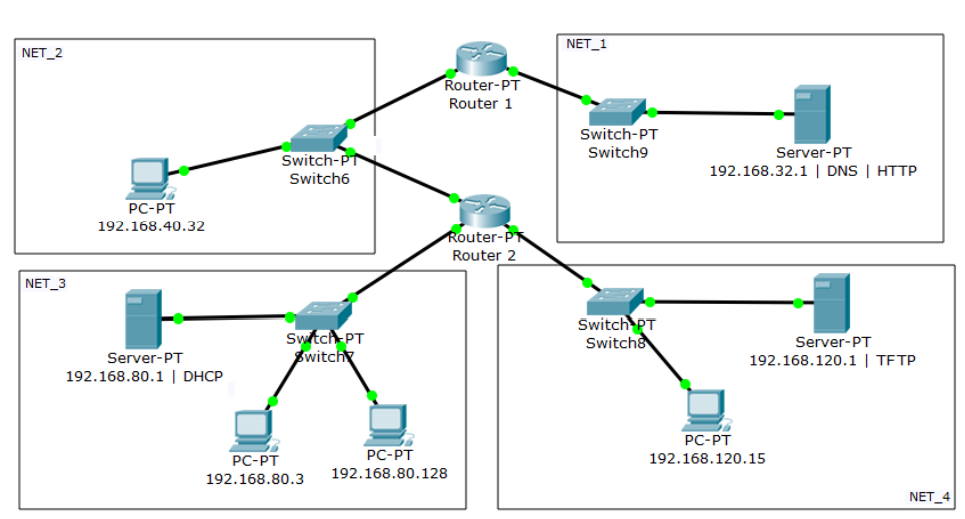 NET_2
NET_1
Router-PT
Router 1
Switch-PT
Switch9
Server-PT
192.168.32.1 | DNS | HTTP
Switch-PT
Switch6
PC-PT
192.168.40.32
Router-PT
Router 2
NET_3
Server-PT
192.168.80.1 | DHCP
Switch-PT
Switch7
PC-PT
192.168.80.3
PC-PT
192.168.80.128
Switch-PT
Switch8
Server-PT
192.168.120.1 | TFTP
PC-PT
192.168.120.15
NET_4